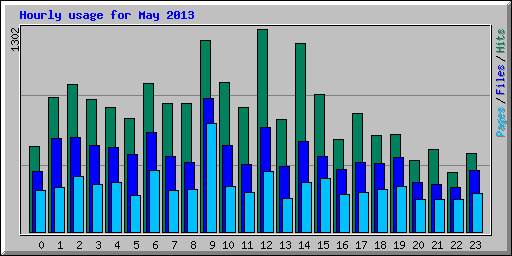 Hourly usage for May 2013
1302
Pages / Files / Hits
0 1 2 3 4 5 6 7 8 9 10 11 12 13 14 15 16 17 18 19 20 21 22 23